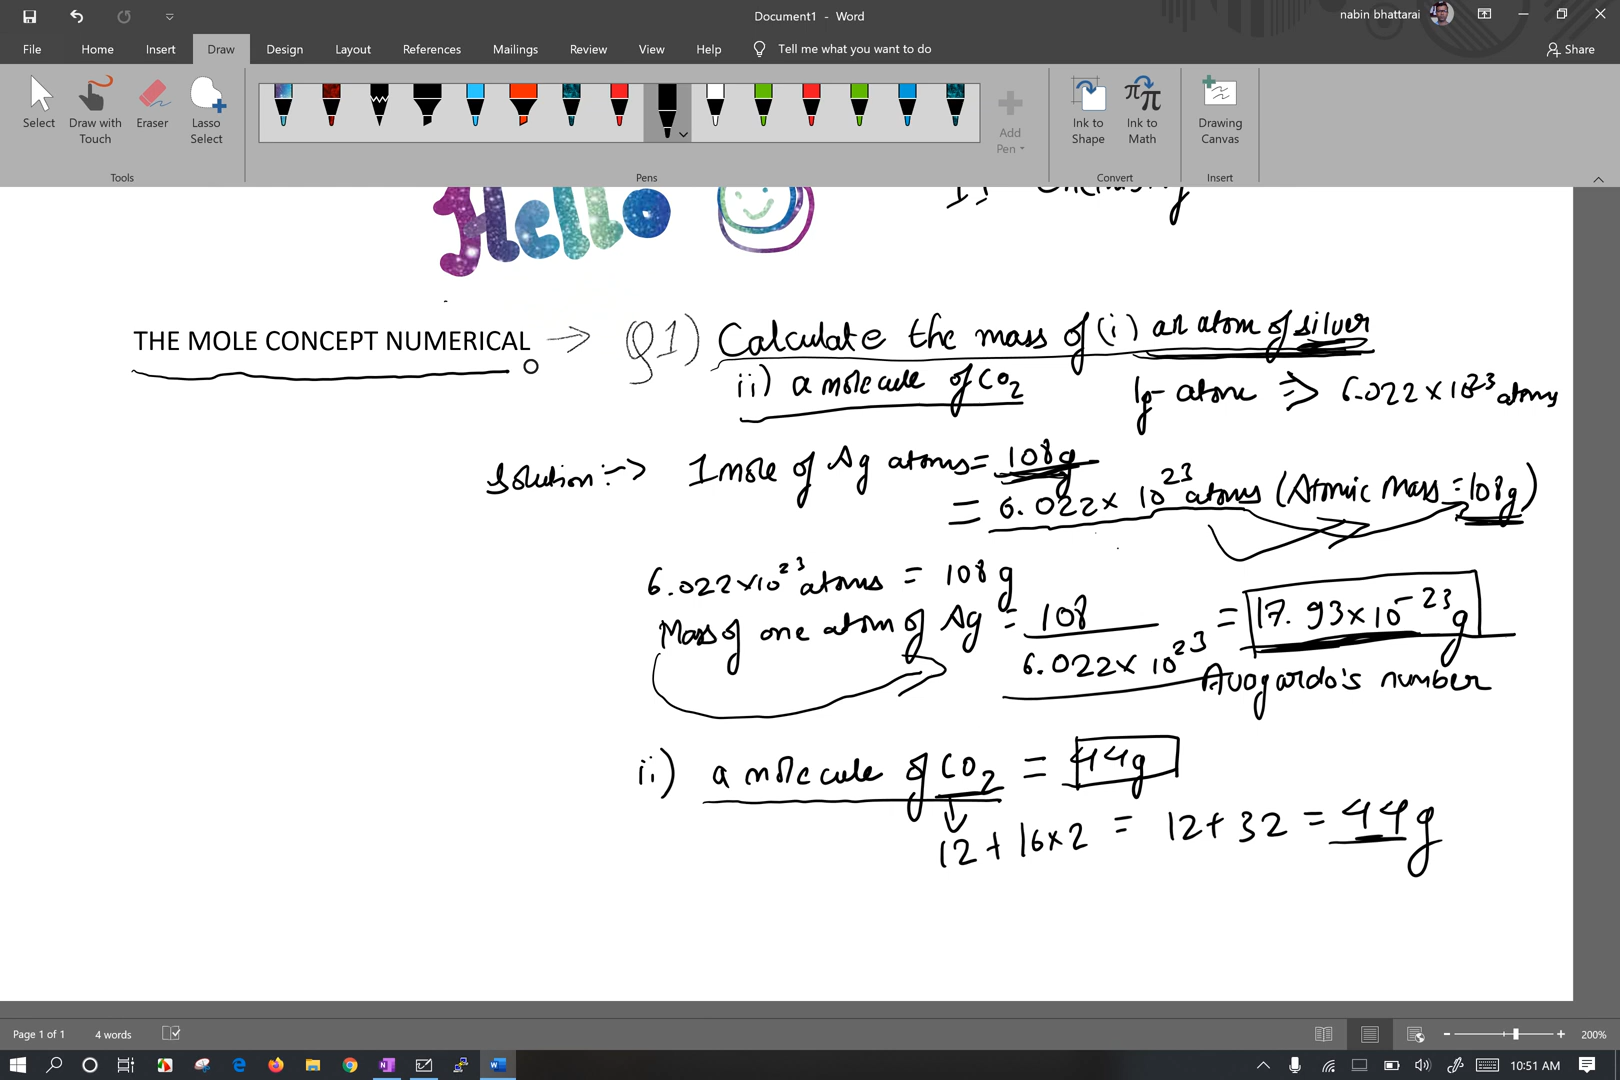 Document1 - Word
nabin bhattarai
File Home Insert Draw Design Layout References Mailings Review View Help Tell me what you want to do Share
Select
Draw with Touch
Eraser
Lasso Select
Add Pen
Ink to Shape
Ink to Math
Drawing Canvas
Tools Pens Convert Insert
Hello
THE MOLE CONCEPT NUMERICAL → Q1) Calculate the mass of (i) an atom of silver
ii) a molecule of CO2
1g-atom ⇒ 6.022×10^23 atoms
Solution:-> 1 mole of Ag atoms = 108g
= 6.022×10^23 atoms (Atomic Mass = 108g)
6.022×10^23 atoms = 108g
Mass of one atom of Ag = 108 / 6.022×10^23 = 17.93×10^-23 g
Avogardo's number
ii) a molecule of CO2 = 44g
12+16×2 = 12+32 = 44g
Page 1 of 1 4 words 200%
10:51 AM